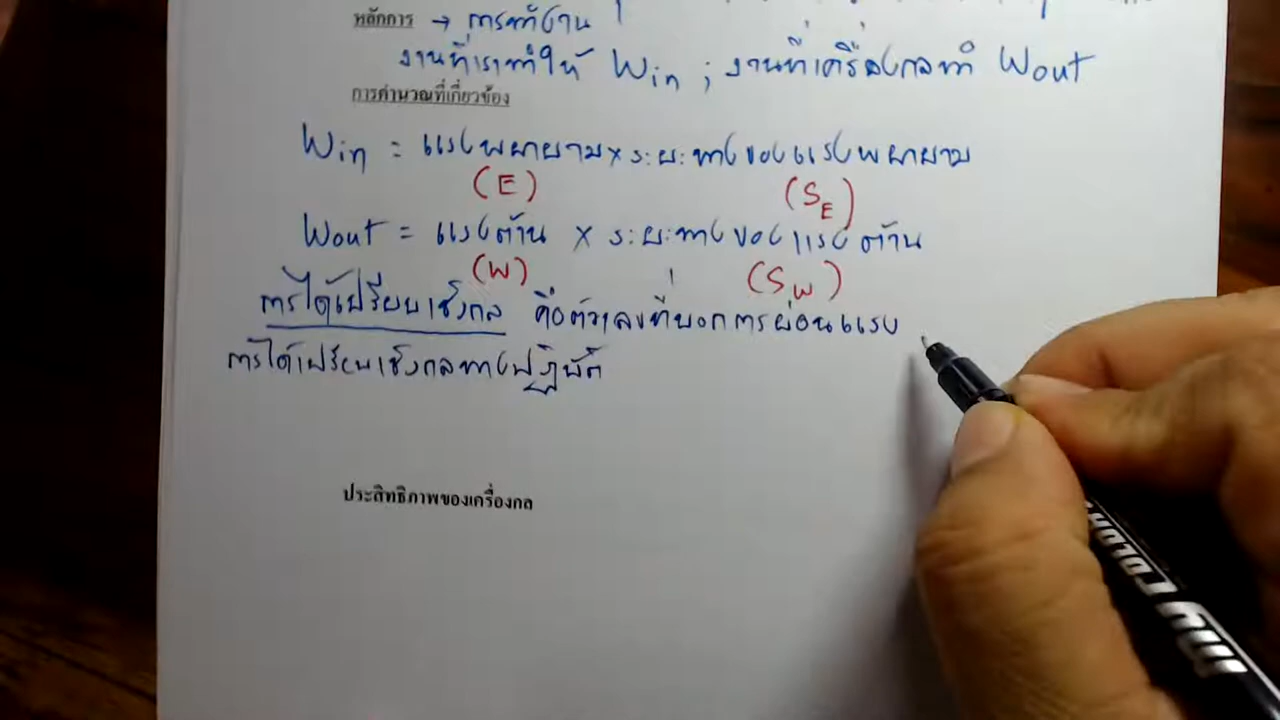 หลักการ → การทำงาน
งานที่เราทำให้ Win ; งานที่เครื่องกลทำ Wout
การคำนวณที่เกี่ยวข้อง
Win = แรงพยายาม x ระยะทางของแรงพยายาม
(E) (S_E)
Wout = แรงต้าน x ระยะทางของแรงต้าน
(W) (S_W)
การได้เปรียบเชิงกล คือตัวเลขที่บอกการผ่อนแรง
การได้เปรียบเชิงกลทางปฏิบัติ
ประสิทธิภาพของเครื่องกล
My COLOR